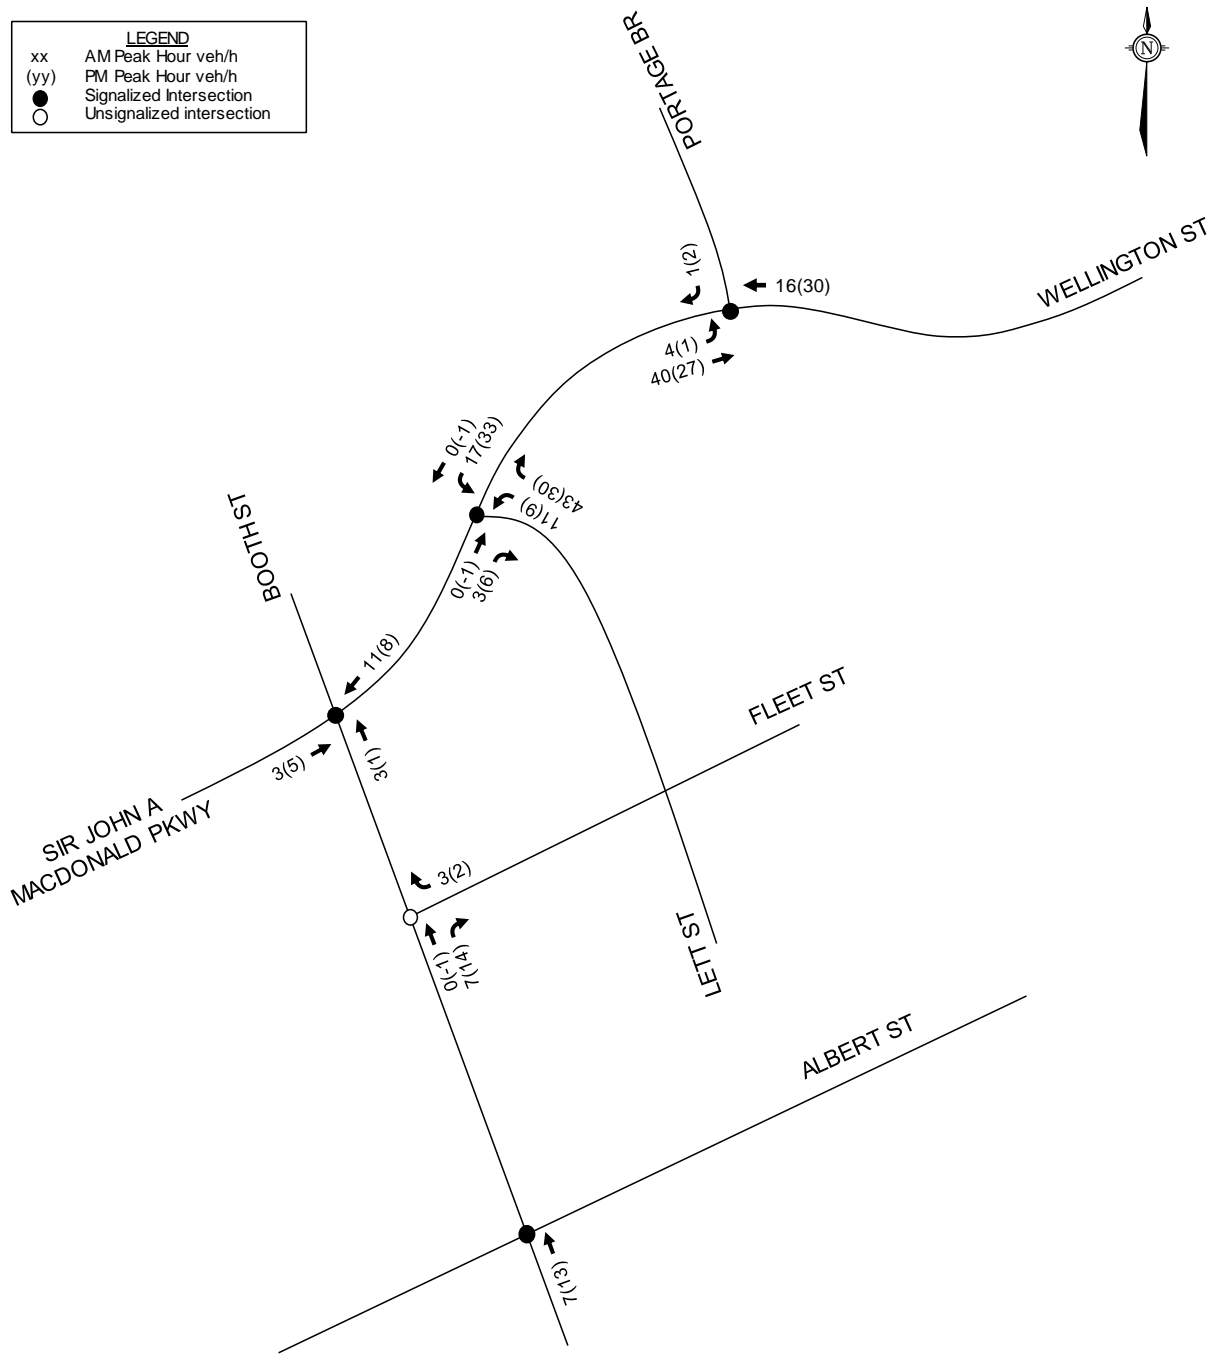 LEGEND
xx AM Peak Hour veh/h
(yy) PM Peak Hour veh/h
Signalized Intersection
Unsignalized intersection
PORTAGE BR
N
WELLINGTON ST
1(2)
16(30)
4(1)
40(27)
0(-1)
17(33)
43(30)
11(9)
BOOTH ST
0(-1)
3(6)
11(8)
FLEET ST
3(5)
3(1)
SIR JOHN A
MACDONALD PKWY
3(2)
0(-1)
7(14)
LETT ST
ALBERT ST
7(13)